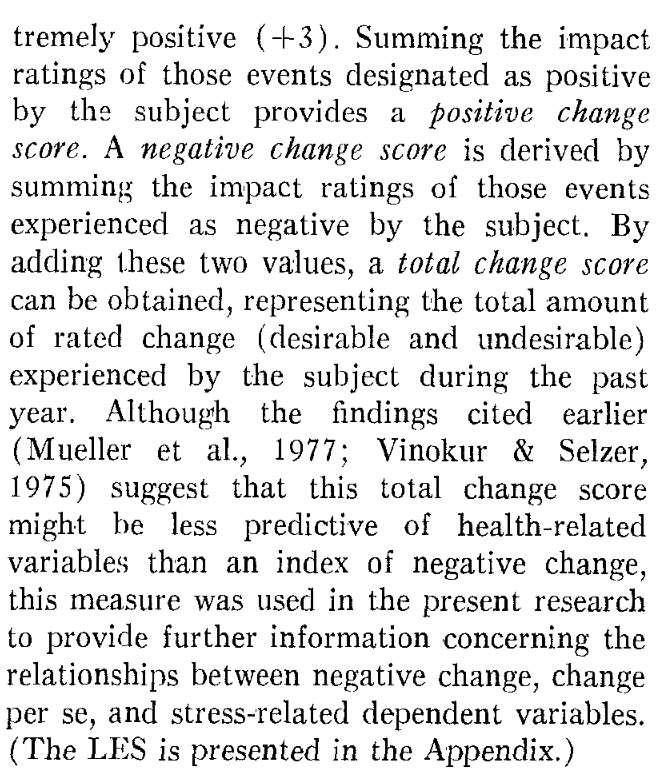 tremely positive (+3). Summing the impact
ratings of those events designated as positive
by the subject provides a positive change
score. A negative change score is derived by
summing the impact ratings of those events
experienced as negative by the subject. By
adding these two values, a total change score
can be obtained, representing the total amount
of rated change (desirable and undesirable)
experienced by the subject during the past
year. Although the findings cited earlier
(Mueller et al., 1977; Vinokur & Selzer,
1975) suggest that this total change score
might be less predictive of health-related
variables than an index of negative change,
this measure was used in the present research
to provide further information concerning the
relationships between negative change, change
per se, and stress-related dependent variables.
(The LES is presented in the Appendix.)